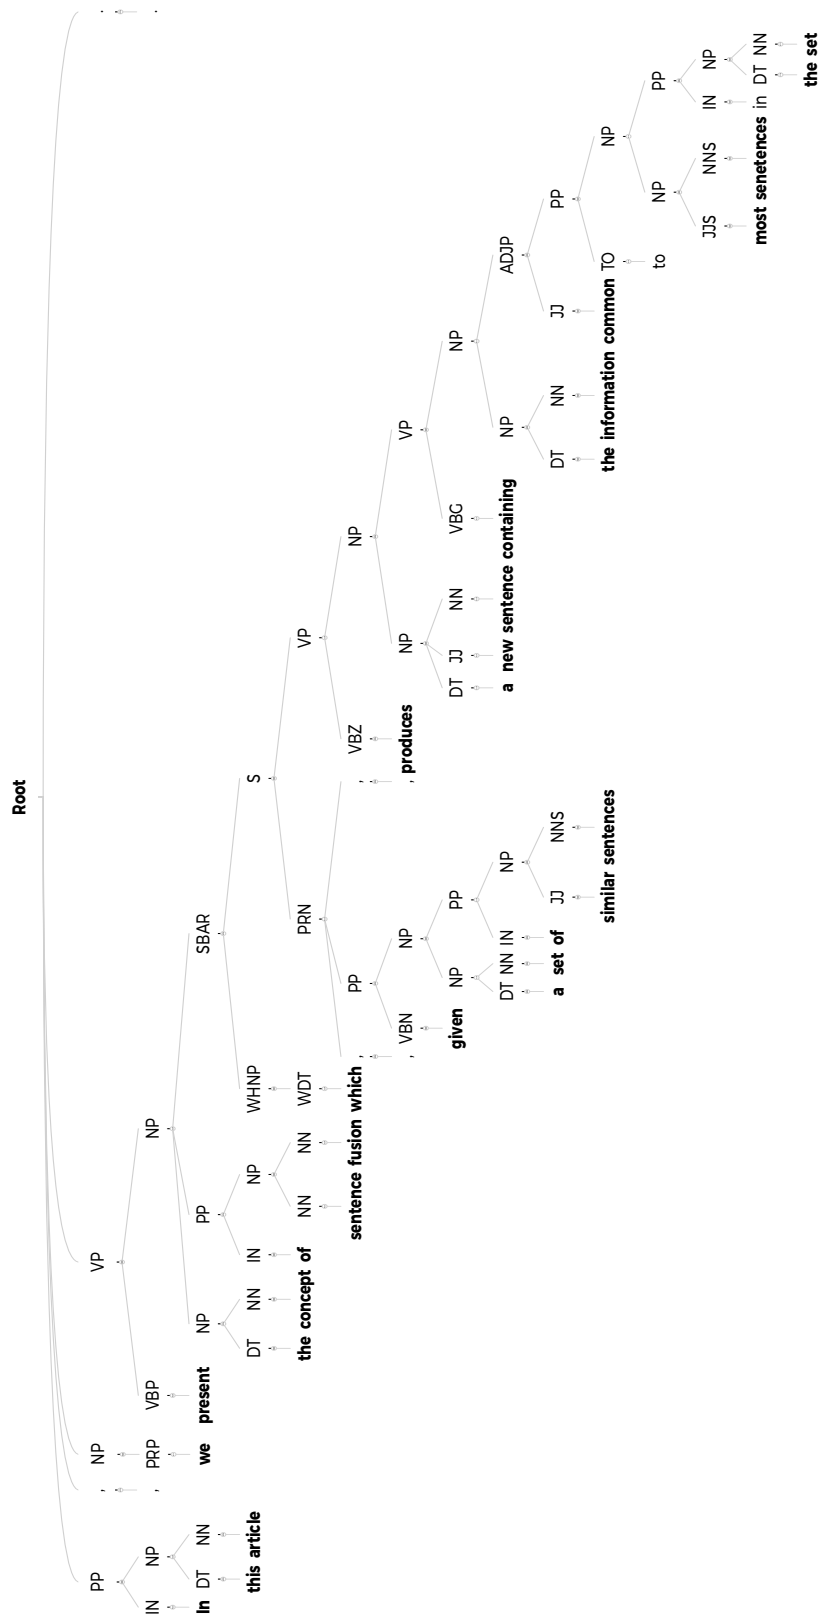 Root
PP , NP VP .
IN NP , PRP VBP NP .
In DT NN we present NP PP SBAR
this article DT NN IN NP WHNP S
the concept of NN NN WDT PRN VP
sentence fusion which , PP , VBZ NP
, VBN NP , produces NP VP
given NP PP DT JJ NN VBG NP
DT NN IN NP a new sentence containing NP ADJP
a set of JJ NNS DT NN JJ PP
similar sentences the information common TO NP
to NP PP
JJS NNS IN NP
most senetences in DT NN
the set